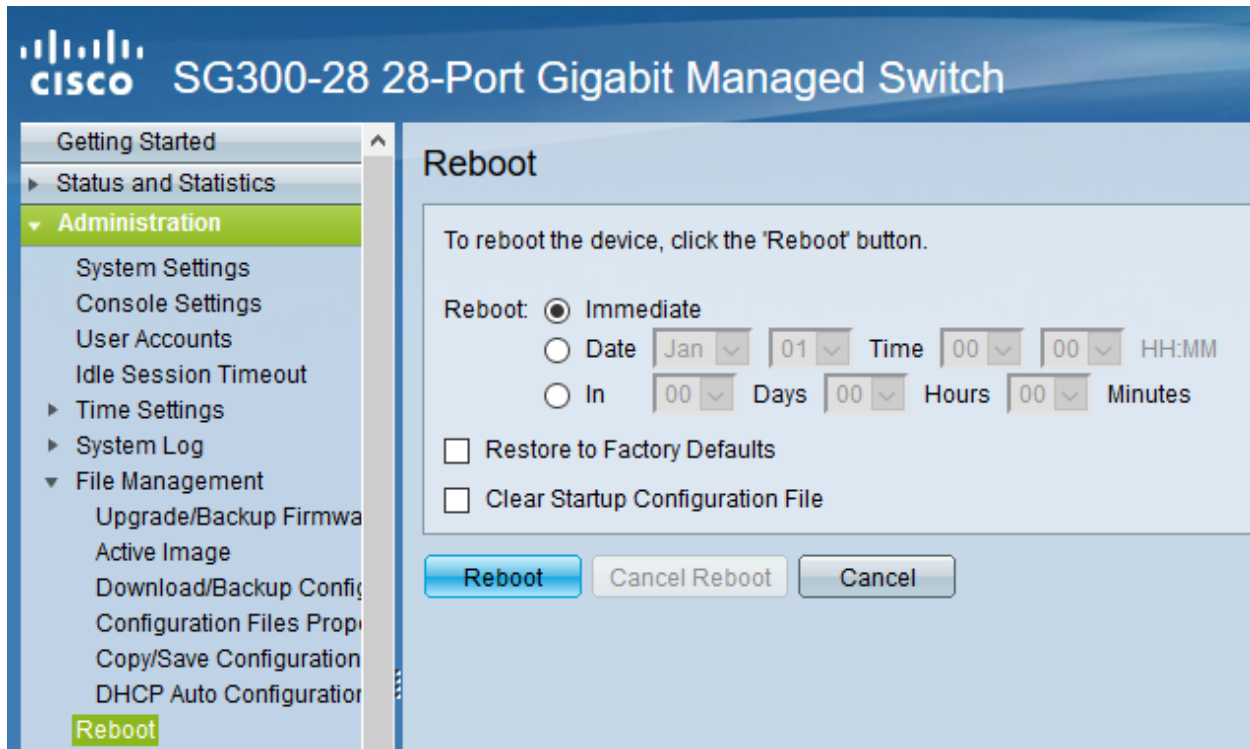 CISCO SG300-28 28-Port Gigabit Managed Switch
Getting Started
Status and Statistics
Administration
System Settings
Console Settings
User Accounts
Idle Session Timeout
Time Settings
System Log
File Management
Upgrade/Backup Firmwa
Active Image
Download/Backup Config
Configuration Files Prope
Copy/Save Configuration
DHCP Auto Configuration
Reboot
Reboot
To reboot the device, click the 'Reboot' button.
Reboot: Immediate
Date Jan 01 Time 00 00 HH:MM
In 00 Days 00 Hours 00 Minutes
Restore to Factory Defaults
Clear Startup Configuration File
Reboot Cancel Reboot Cancel